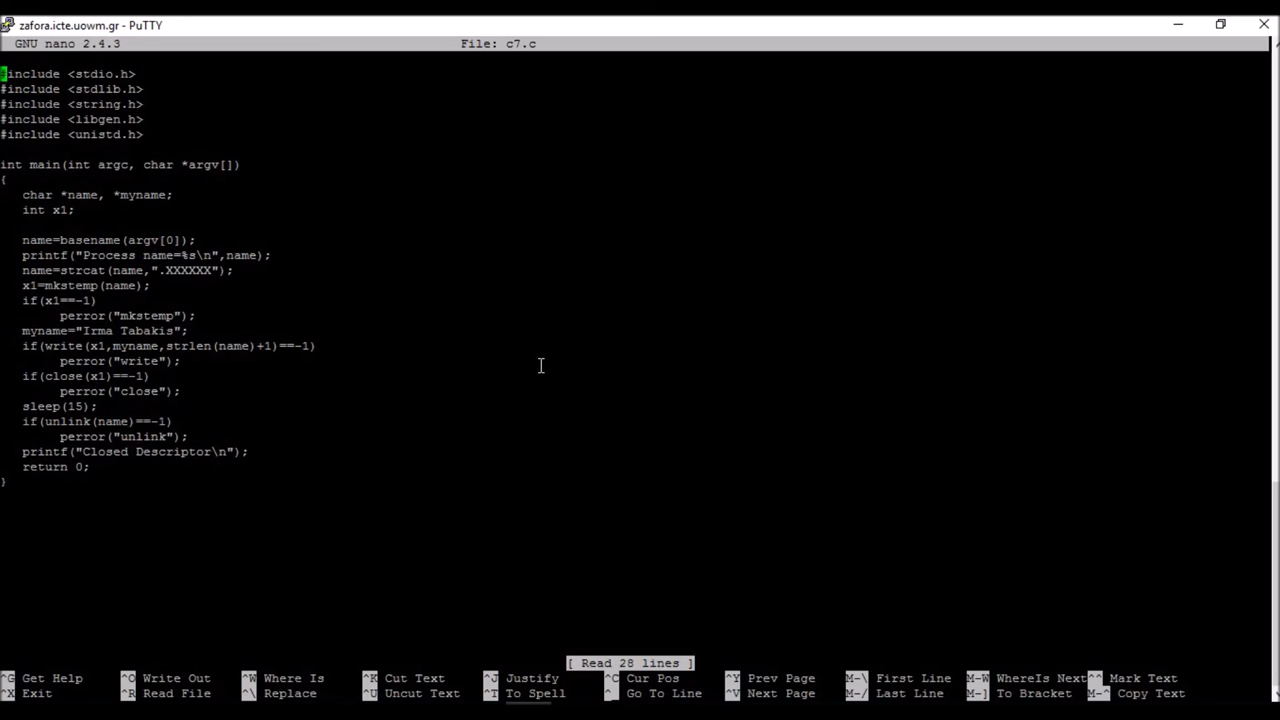 zafora.icte.uowm.gr - PuTTY
GNU nano 2.4.3 File: c7.c
#include <stdio.h>
#include <stdlib.h>
#include <string.h>
#include <libgen.h>
#include <unistd.h>
int main(int argc, char *argv[])
{
char *name, *myname;
int x1;
name=basename(argv[0]);
printf("Process name=%s\n",name);
name=strcat(name,".XXXXXX");
x1=mkstemp(name);
if(x1==-1)
perror("mkstemp");
myname="Irma Tabakis";
if(write(x1,myname,strlen(name)+1)==-1)
perror("write");
if(close(x1)==-1)
perror("close");
sleep(15);
if(unlink(name)==-1)
perror("unlink");
printf("Closed Descriptor\n");
return 0;
}
[ Read 28 lines ]
^G Get Help ^O Write Out ^W Where Is ^K Cut Text ^J Justify ^C Cur Pos ^Y Prev Page M-\ First Line M-W WhereIs Next ^^ Mark Text
^X Exit ^R Read File ^\ Replace ^U Uncut Text ^T To Spell ^_ Go To Line ^V Next Page M-/ Last Line M-] To Bracket M-^ Copy Text